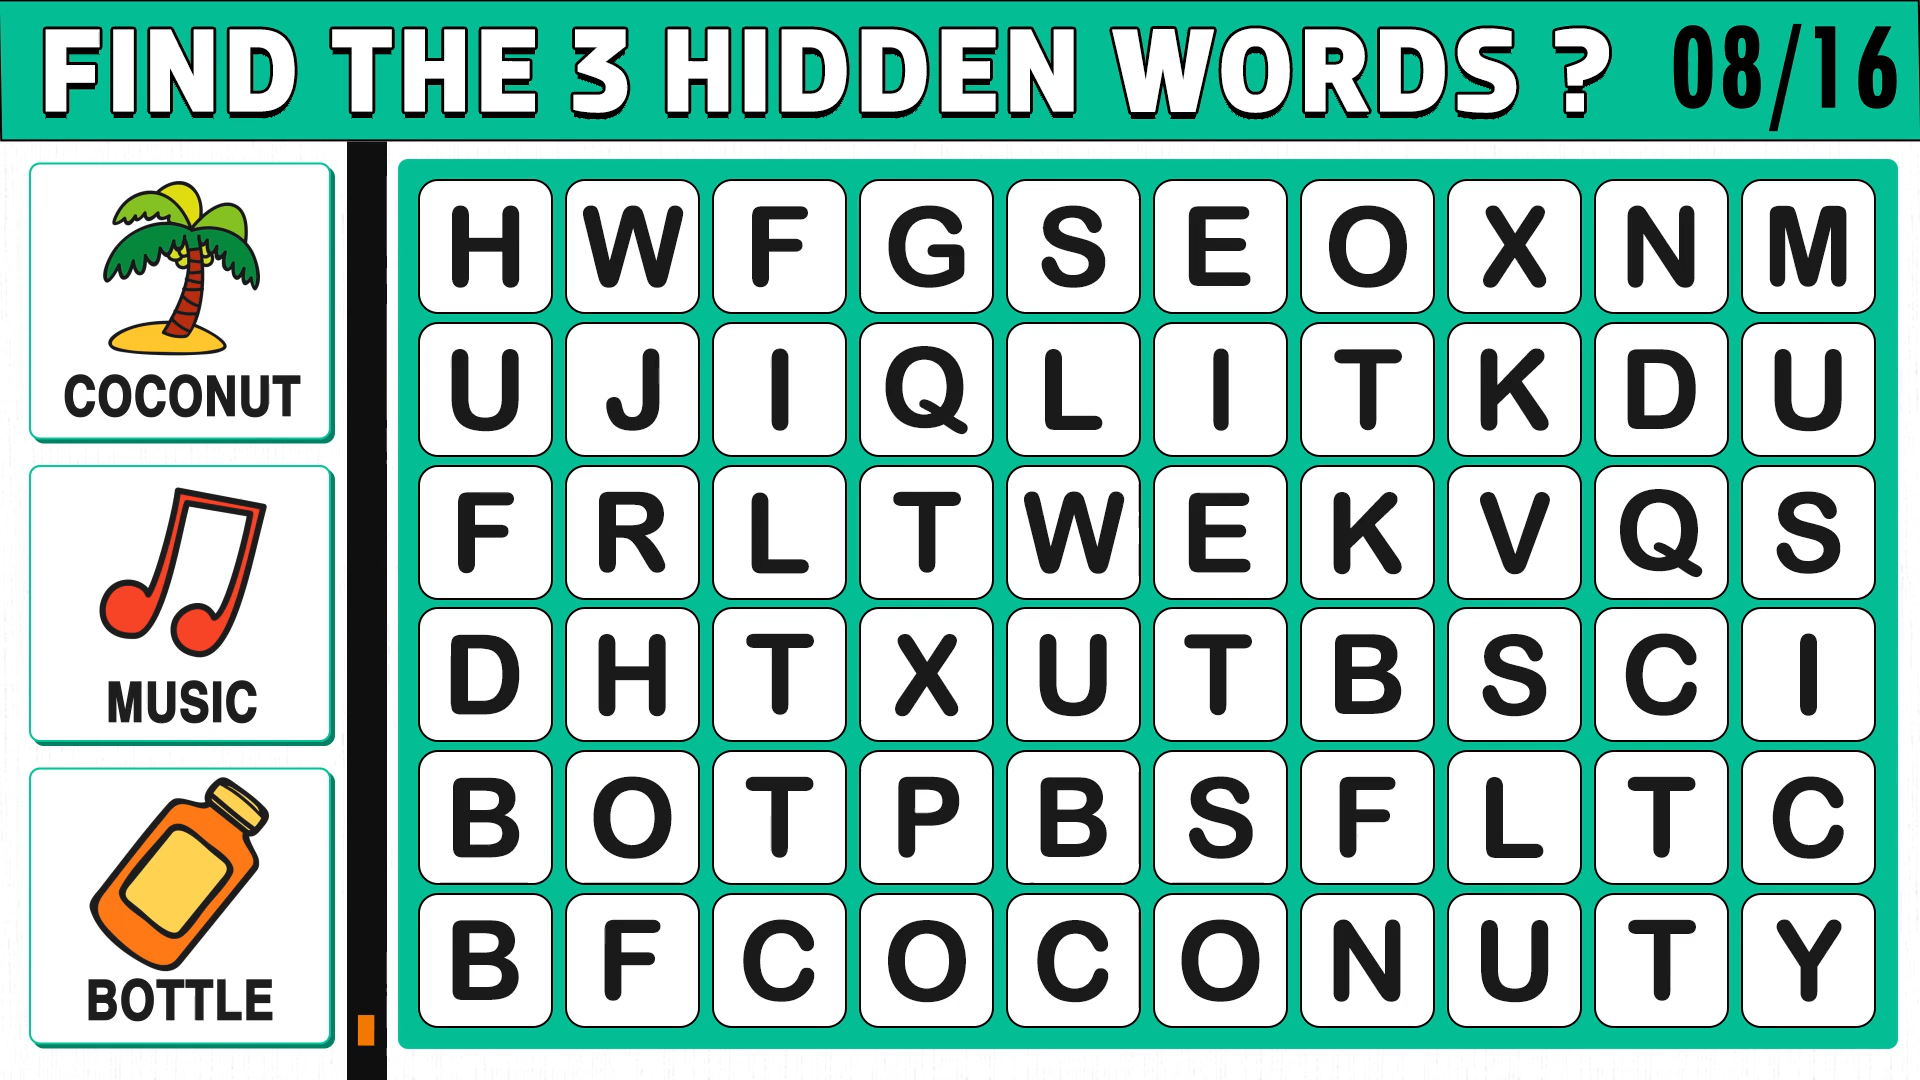 FIND THE 3 HIDDEN WORDS ? 08/16
COCONUT
MUSIC
BOTTLE
H W F G S E O X N M
U J I Q L I T K D U
F R L T W E K V Q S
D H T X U T B S C I
B O T P B S F L T C
B F C O C O N U T Y